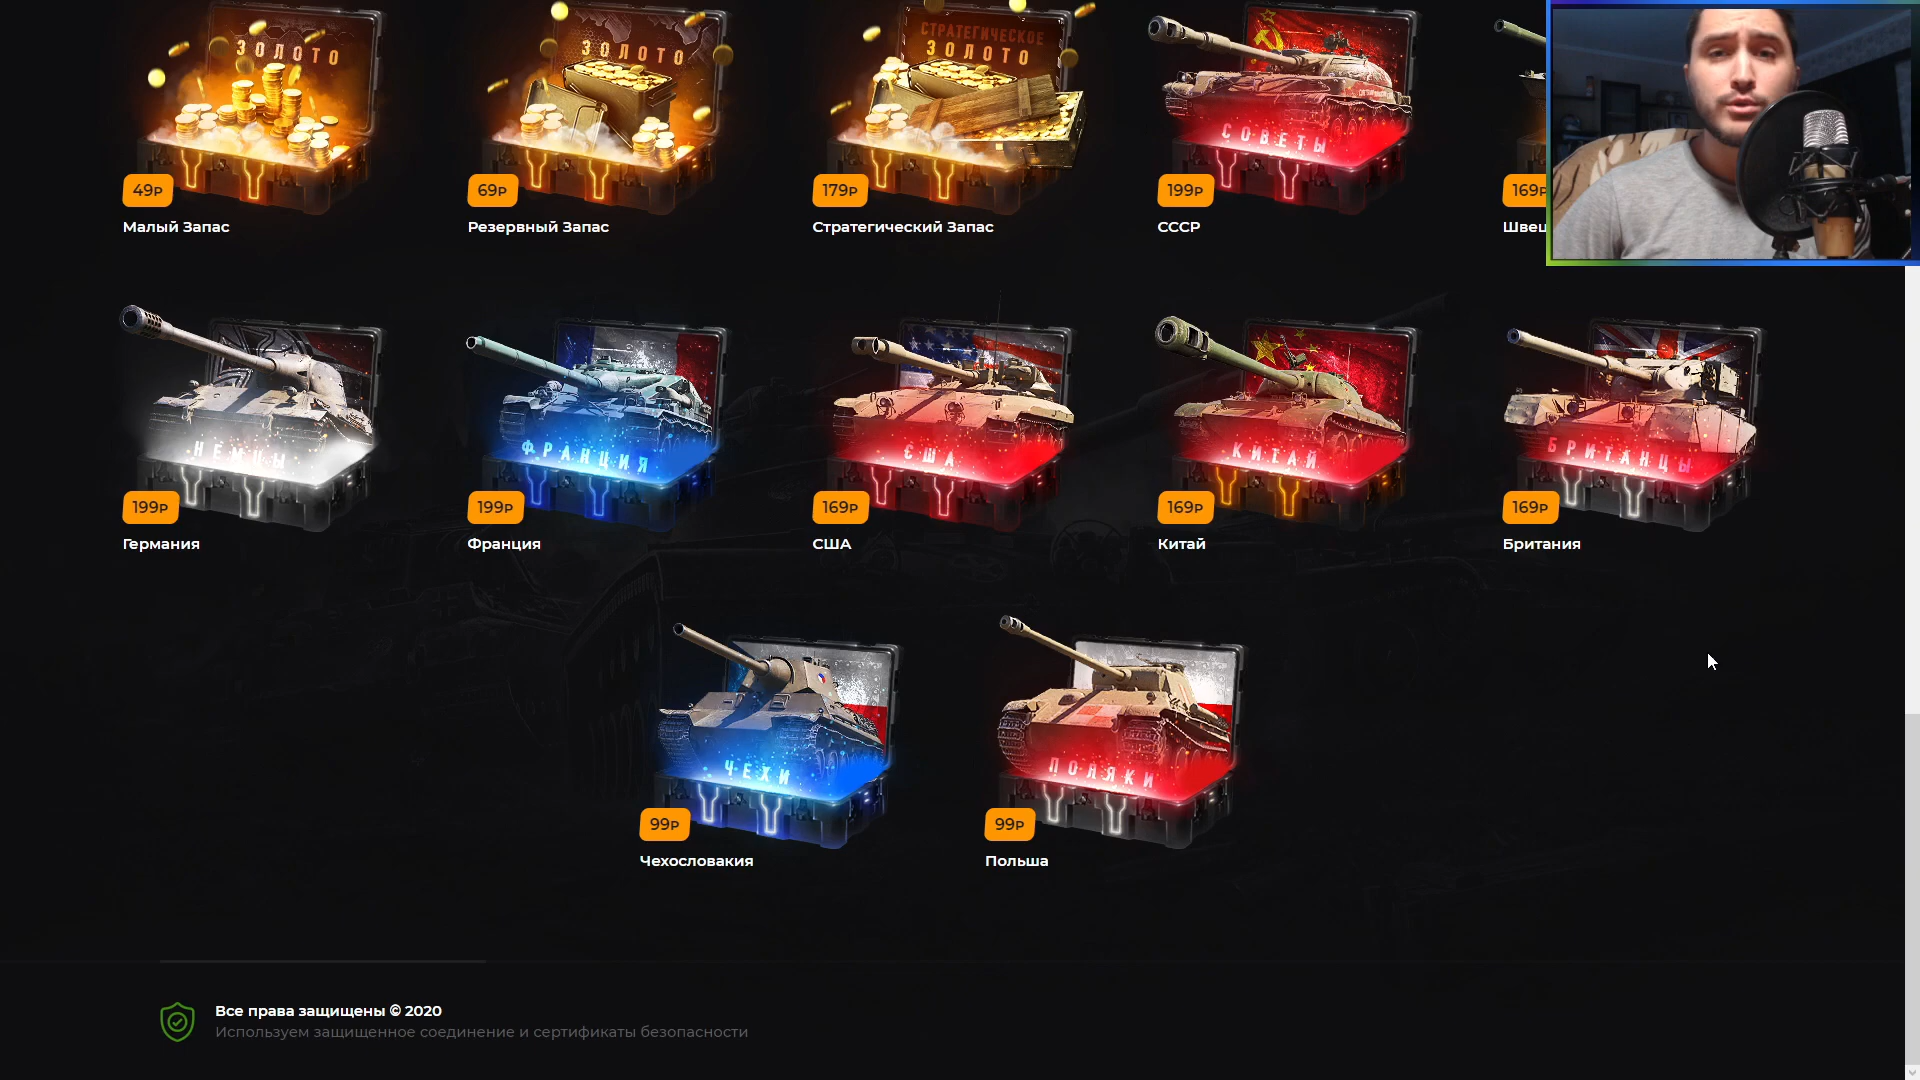 ЗОЛОТО
ЗОЛОТО
СТРАТЕГИЧЕСКОЕ
ЗОЛОТО
СОВЕТЫ
49₽
69₽
179₽
199₽
169₽
Малый Запас
Резервный Запас
Стратегический Запас
СССР
Швец
НЕМЦЫ
ФРАНЦИЯ
США
КИТАЙ
БРИТАНЦЫ
199₽
199₽
169₽
169₽
169₽
Германия
Франция
США
Китай
Британия
ЧЕХИ
ПОЛЯКИ
99₽
99₽
Чехословакия
Польша
Все права защищены © 2020
Используем защищенное соединение и сертификаты безопасности